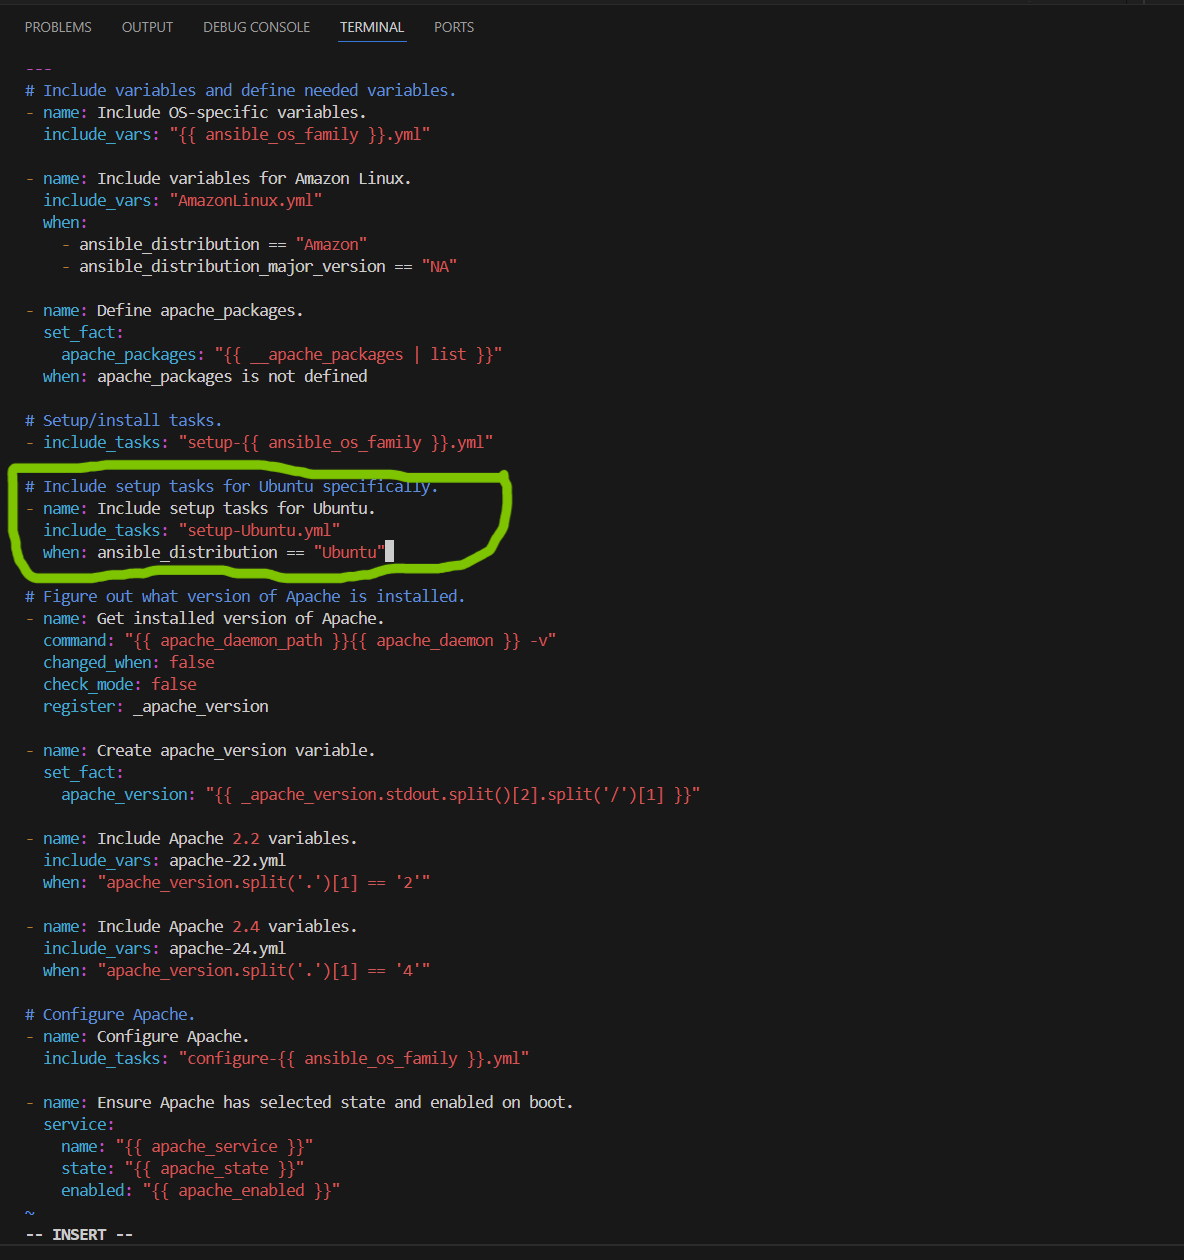 PROBLEMS OUTPUT DEBUG CONSOLE TERMINAL PORTS
---
# Include variables and define needed variables.
- name: Include OS-specific variables.
  include_vars: "{{ ansible_os_family }}.yml"

- name: Include variables for Amazon Linux.
  include_vars: "AmazonLinux.yml"
  when:
    - ansible_distribution == "Amazon"
    - ansible_distribution_major_version == "NA"

- name: Define apache_packages.
  set_fact:
    apache_packages: "{{ __apache_packages | list }}"
  when: apache_packages is not defined

# Setup/install tasks.
- include_tasks: "setup-{{ ansible_os_family }}.yml"

# Include setup tasks for Ubuntu specifically.
- name: Include setup tasks for Ubuntu.
  include_tasks: "setup-Ubuntu.yml"
  when: ansible_distribution == "Ubuntu"

# Figure out what version of Apache is installed.
- name: Get installed version of Apache.
  command: "{{ apache_daemon_path }}{{ apache_daemon }} -v"
  changed_when: false
  check_mode: false
  register: _apache_version

- name: Create apache_version variable.
  set_fact:
    apache_version: "{{ _apache_version.stdout.split()[2].split('/')[1] }}"

- name: Include Apache 2.2 variables.
  include_vars: apache-22.yml
  when: "apache_version.split('.')[1] == '2'"

- name: Include Apache 2.4 variables.
  include_vars: apache-24.yml
  when: "apache_version.split('.')[1] == '4'"

# Configure Apache.
- name: Configure Apache.
  include_tasks: "configure-{{ ansible_os_family }}.yml"

- name: Ensure Apache has selected state and enabled on boot.
  service:
    name: "{{ apache_service }}"
    state: "{{ apache_state }}"
    enabled: "{{ apache_enabled }}"
~
-- INSERT --